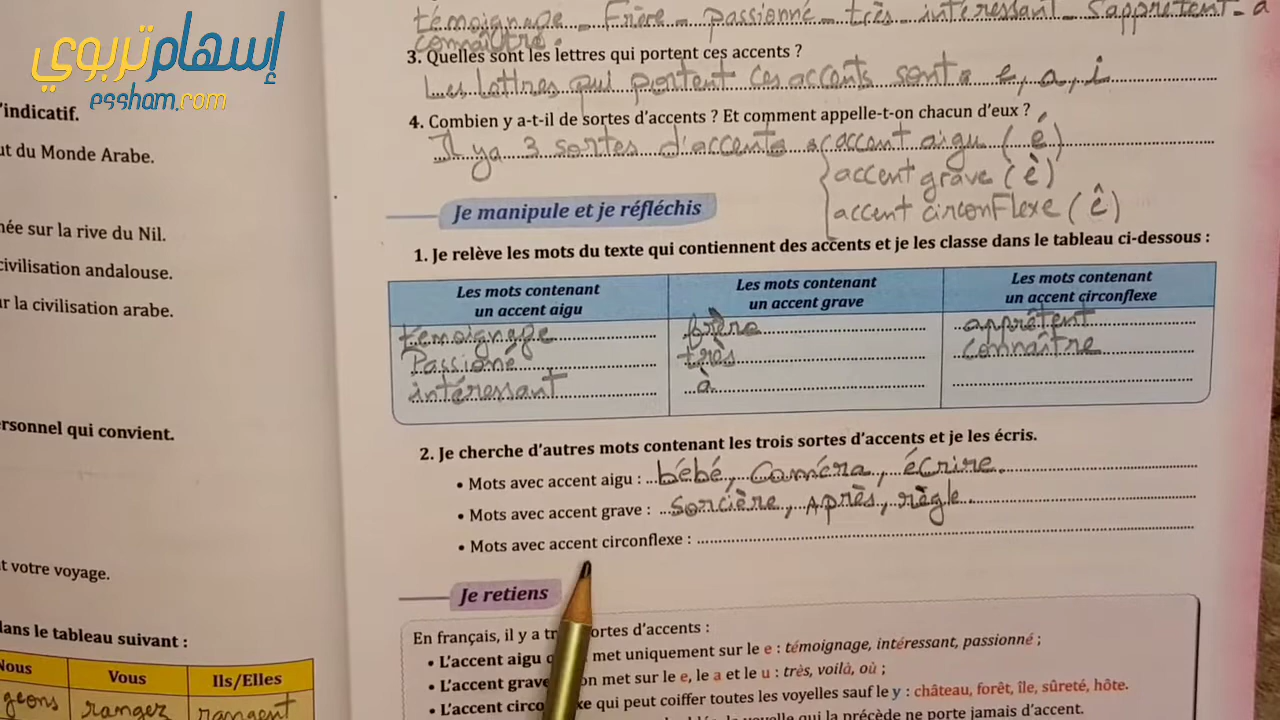 témoignage - Frère - passionné - très - intéressant - s'apprêtent - à
connaître.
إسهام تربوي
essham.com
3. Quelles sont les lettres qui portent ces accents ?
Les lettres qui portent ces accents sont : e, a, i
4. Combien y a-t-il de sortes d'accents ? Et comment appelle-t-on chacun d'eux ?
Il y a 3 sortes d'accents : accent aigu (é)
accent grave (è)
accent circonFlexe (ê)
Je manipule et je réfléchis
1. Je relève les mots du texte qui contiennent des accents et je les classe dans le tableau ci-dessous :
Les mots contenant un accent aigu
Les mots contenant un accent grave
Les mots contenant un accent circonflexe
témoignage frère apprêtent
Passioné très connaître
intéressant à
2. Je cherche d'autres mots contenant les trois sortes d'accents et je les écris.
• Mots avec accent aigu : bébé, Caméra, écrire.
• Mots avec accent grave : Sorcière, Après, règle
• Mots avec accent circonflexe :
Je retiens
En français, il y a sortes d'accents :
• L'accent aigu met uniquement sur le e : témoignage, intéressant, passionné ;
• L'accent grave on met sur le e, le a et le u : très, voilà, où ;
• L'accent qui peut coiffer toutes les voyelles sauf le y : château, forêt, île, sûreté, hôte.
la voyelle qui la précède ne porte jamais d'accent.
'indicatif.
ut du Monde Arabe.
née sur la rive du Nil.
civilisation andalouse.
ur la civilisation arabe.
ersonnel qui convient.
t votre voyage.
dans le tableau suivant :
Nous Vous Ils/Elles
geons rangez rangent